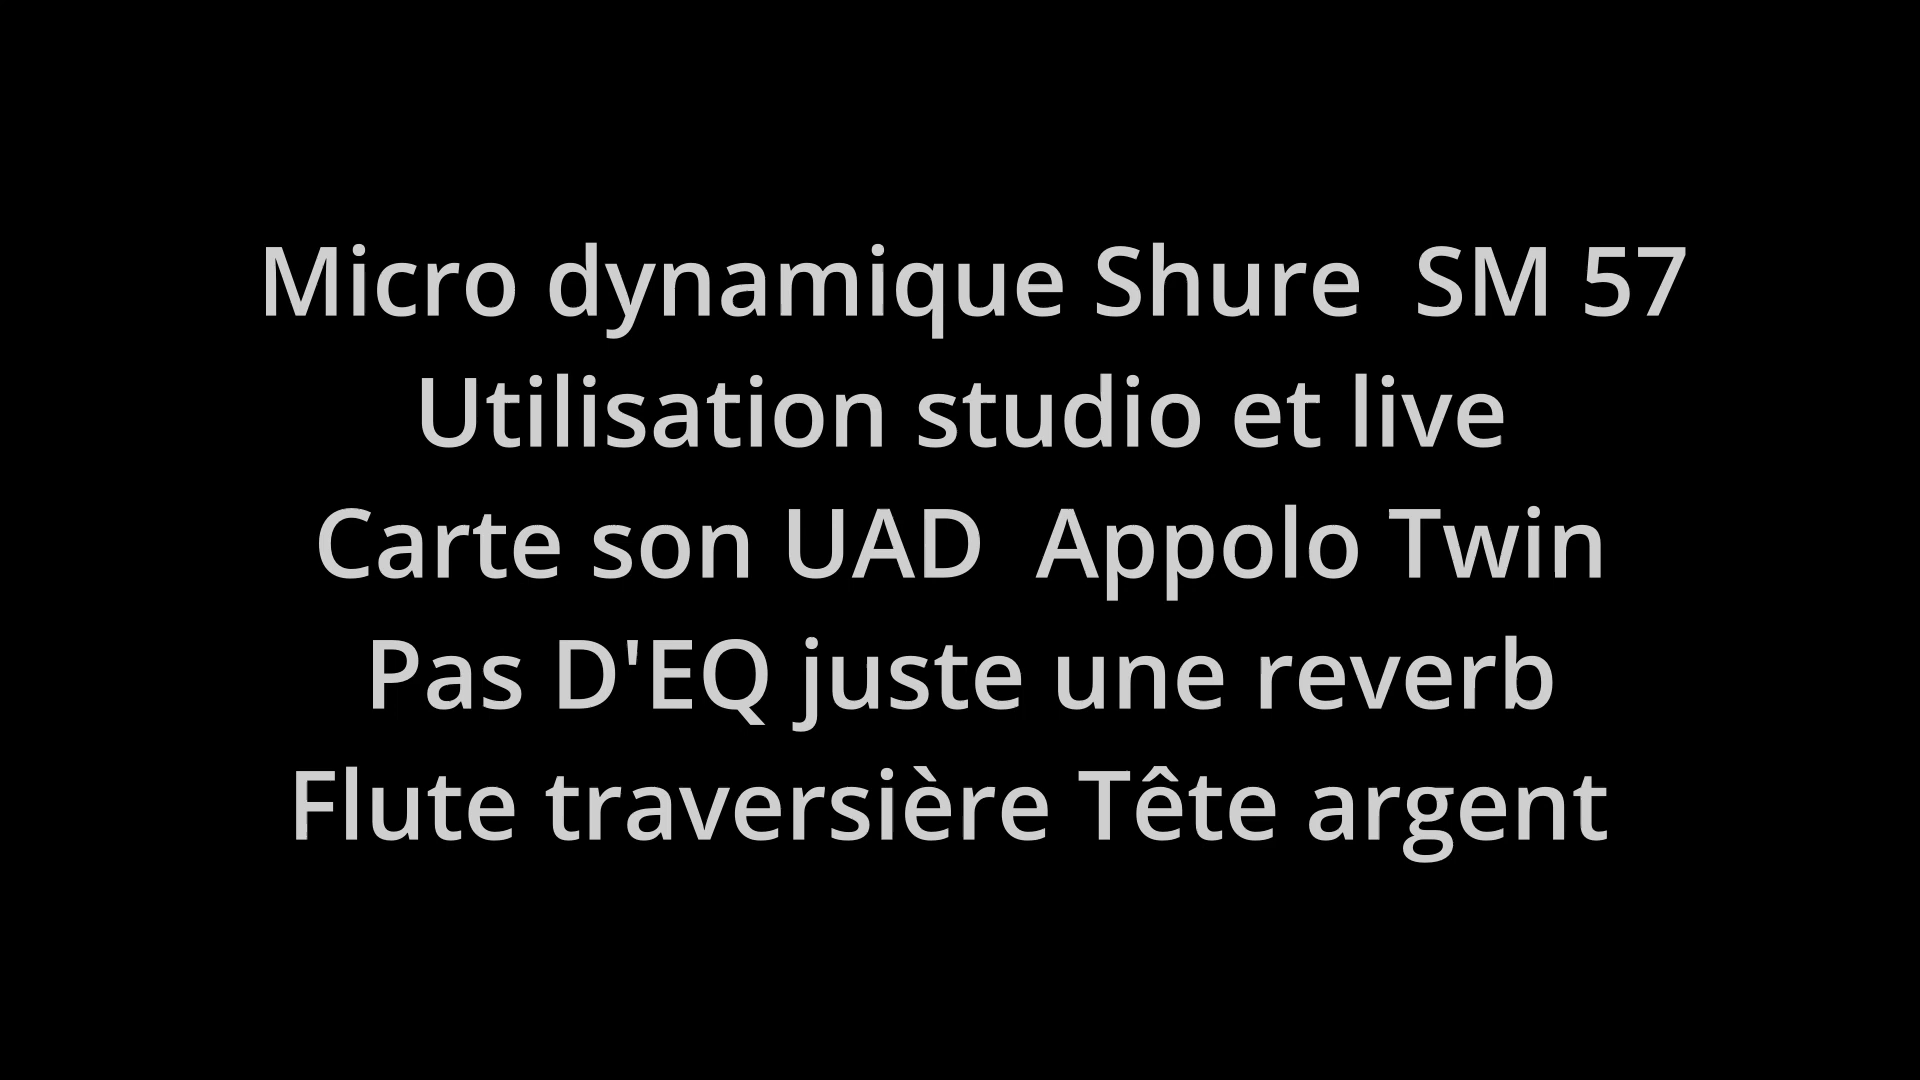 Micro dynamique Shure  SM 57
Utilisation studio et live
Carte son UAD  Appolo Twin
Pas D'EQ juste une reverb
Flute traversière Tête argent